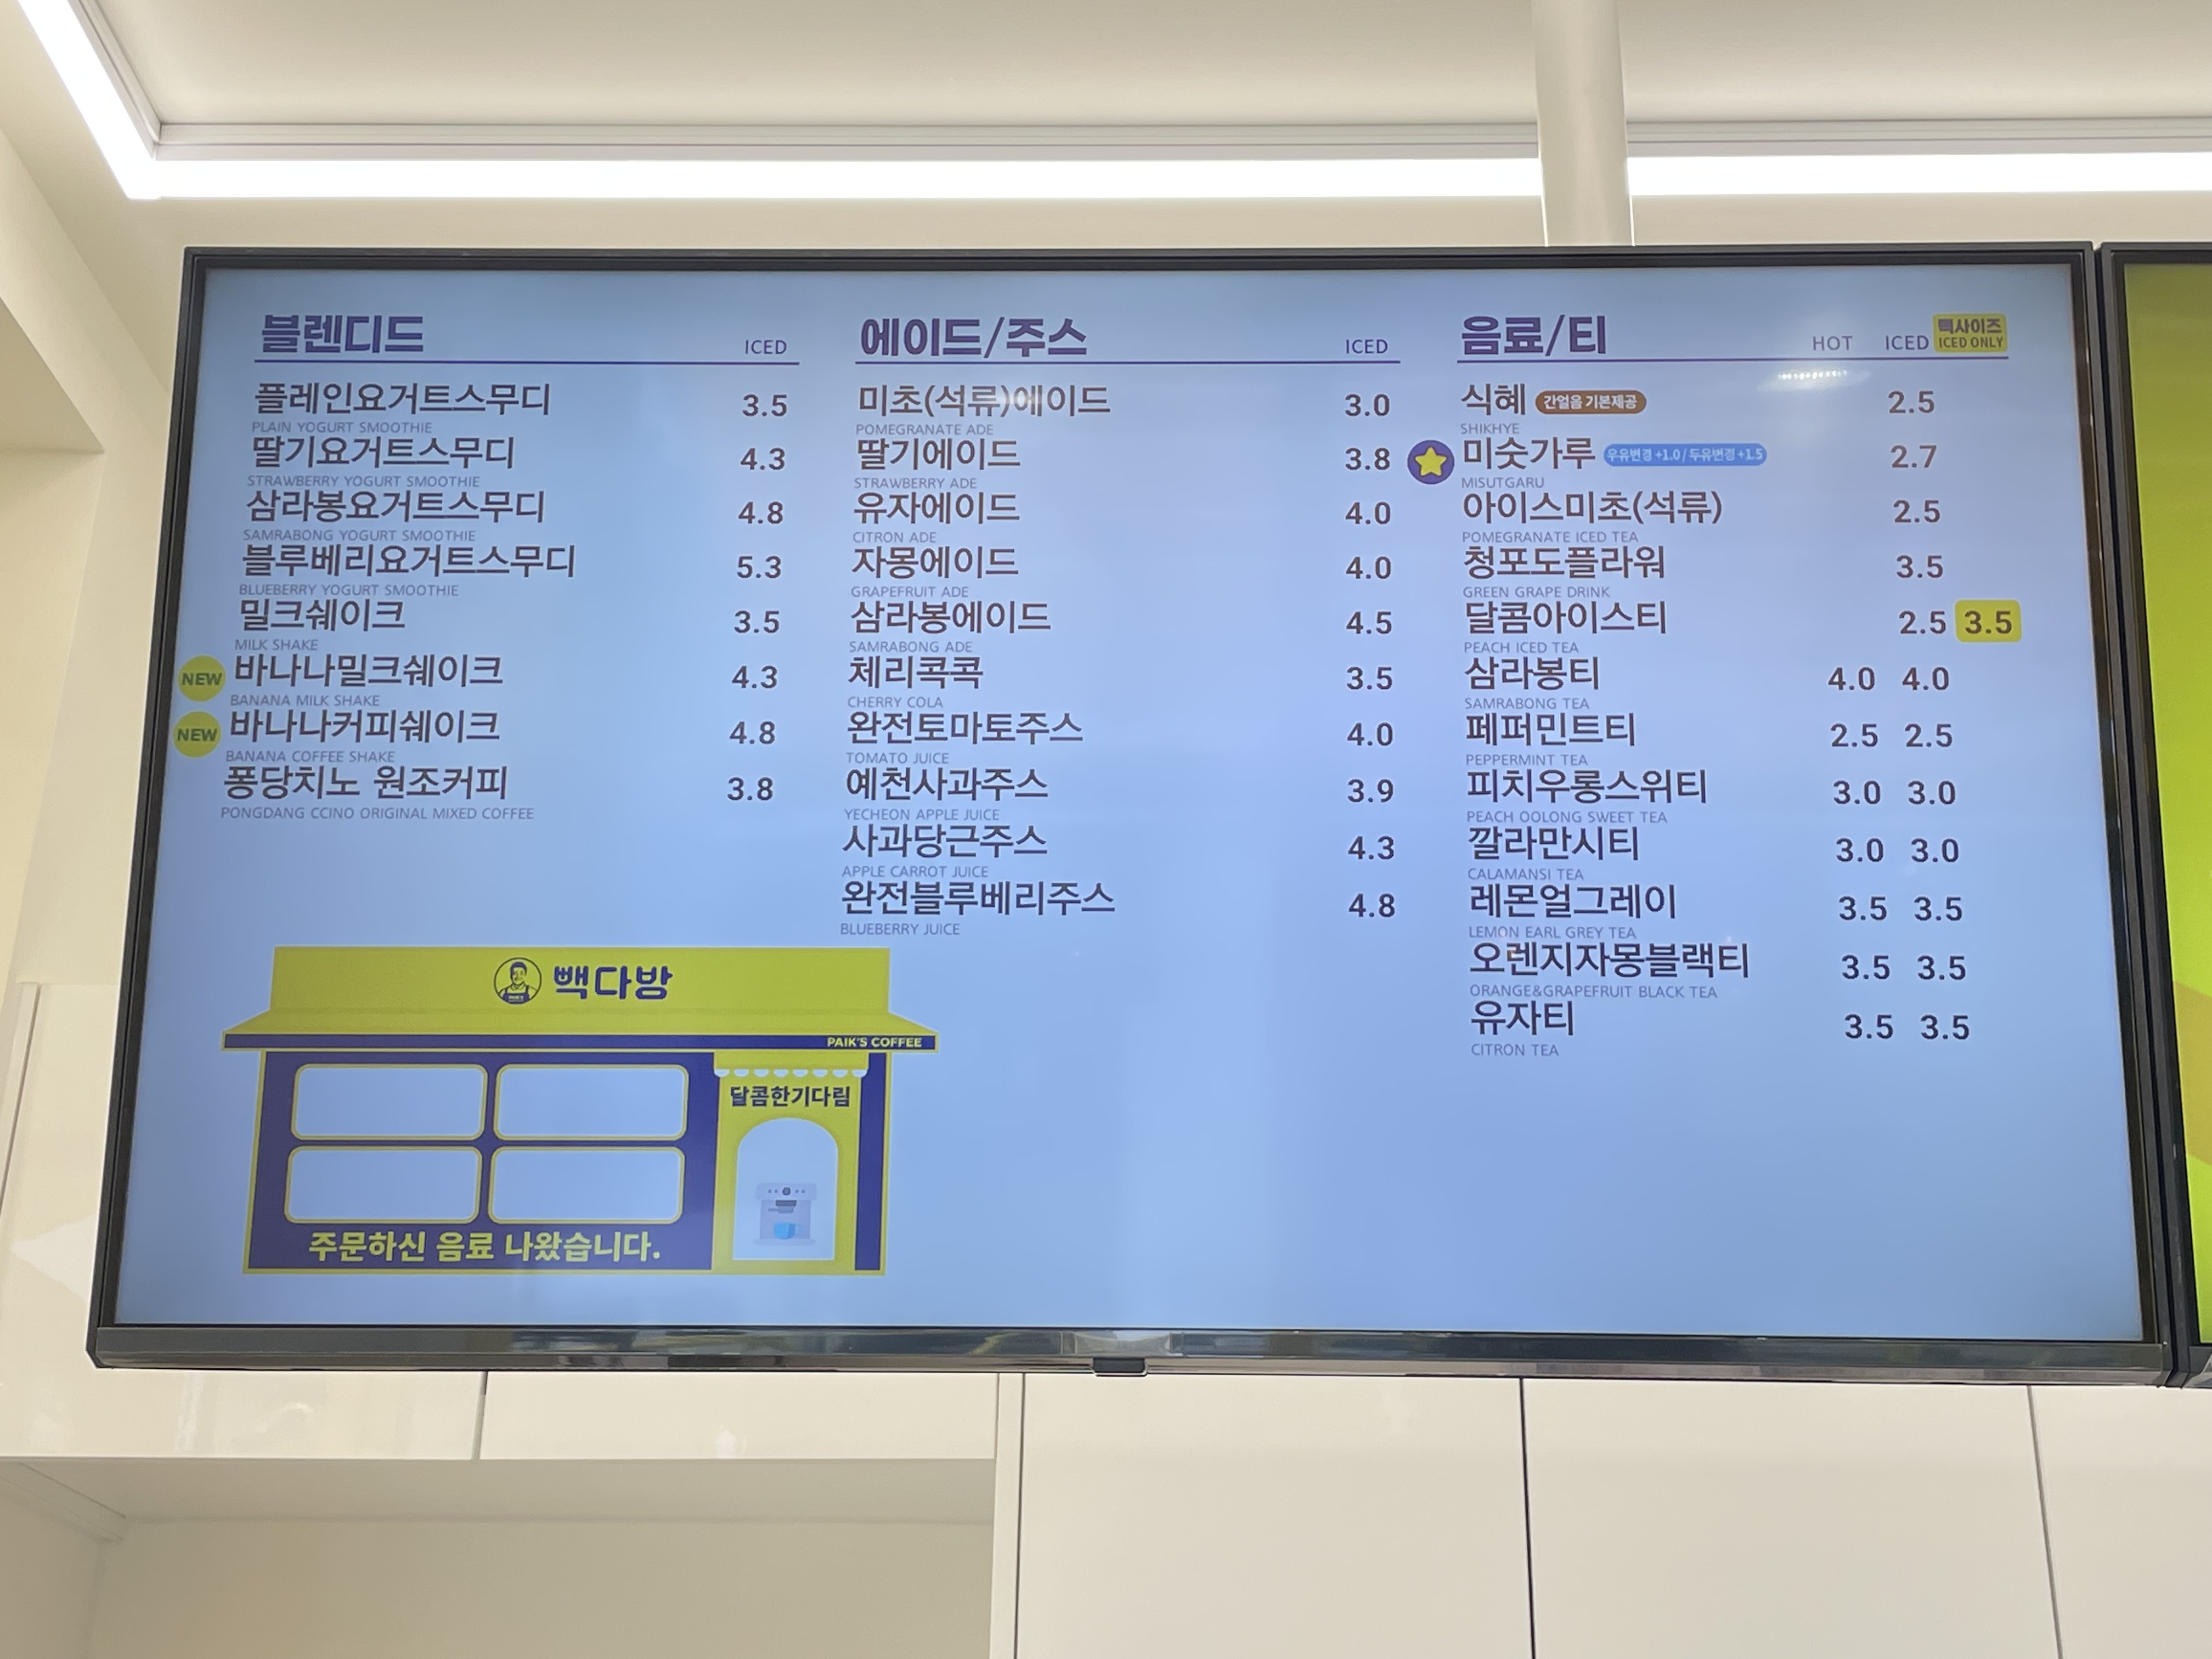 블렌디드 ICED
플레인요거트스무디 3.5
PLAIN YOGURT SMOOTHIE
딸기요거트스무디 4.3
STRAWBERRY YOGURT SMOOTHIE
삼라봉요거트스무디 4.8
SAMRABONG YOGURT SMOOTHIE
블루베리요거트스무디 5.3
BLUEBERRY YOGURT SMOOTHIE
밀크쉐이크 3.5
MILK SHAKE
NEW 바나나밀크쉐이크 4.3
BANANA MILK SHAKE
NEW 바나나커피쉐이크 4.8
BANANA COFFEE SHAKE
퐁당치노 원조커피 3.8
PONGDANG CCINO ORIGINAL MIXED COFFEE
에이드/주스 ICED
미초(석류)에이드 3.0
POMEGRANATE ADE
딸기에이드 3.8
STRAWBERRY ADE
유자에이드 4.0
CITRON ADE
자몽에이드 4.0
GRAPEFRUIT ADE
삼라봉에이드 4.5
SAMRABONG ADE
체리콕콕 3.5
CHERRY COLA
완전토마토주스 4.0
TOMATO JUICE
예천사과주스 3.9
YECHEON APPLE JUICE
사과당근주스 4.3
APPLE CARROT JUICE
완전블루베리주스 4.8
BLUEBERRY JUICE
음료/티 HOT ICED 특사이즈
ICED ONLY
식혜 간얼음 기본제공 2.5
SHIKHYE
미숫가루 우유변경 +1.0 / 두유변경 +1.5 2.7
MISUTGARU
아이스미초(석류) 2.5
POMEGRANATE ICED TEA
청포도플라워 3.5
GREEN GRAPE DRINK
달콤아이스티 2.5 3.5
PEACH ICED TEA
삼라봉티 4.0 4.0
SAMRABONG TEA
페퍼민트티 2.5 2.5
PEPPERMINT TEA
피치우롱스위티 3.0 3.0
PEACH OOLONG SWEET TEA
깔라만시티 3.0 3.0
CALAMANSI TEA
레몬얼그레이 3.5 3.5
LEMON EARL GREY TEA
오렌지자몽블랙티 3.5 3.5
ORANGE&GRAPEFRUIT BLACK TEA
유자티 3.5 3.5
CITRON TEA
빽다방
PAIK'S COFFEE
달콤한기다림
주문하신 음료 나왔습니다.